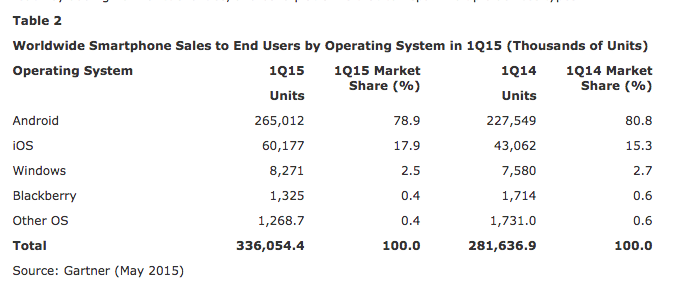 Table 2
Worldwide Smartphone Sales to End Users by Operating System in 1Q15 (Thousands of Units)
Operating System 1Q15 Units 1Q15 Market Share (%) 1Q14 Units 1Q14 Market Share (%)
Android 265,012 78.9 227,549 80.8
iOS 60,177 17.9 43,062 15.3
Windows 8,271 2.5 7,580 2.7
Blackberry 1,325 0.4 1,714 0.6
Other OS 1,268.7 0.4 1,731.0 0.6
Total 336,054.4 100.0 281,636.9 100.0
Source: Gartner (May 2015)